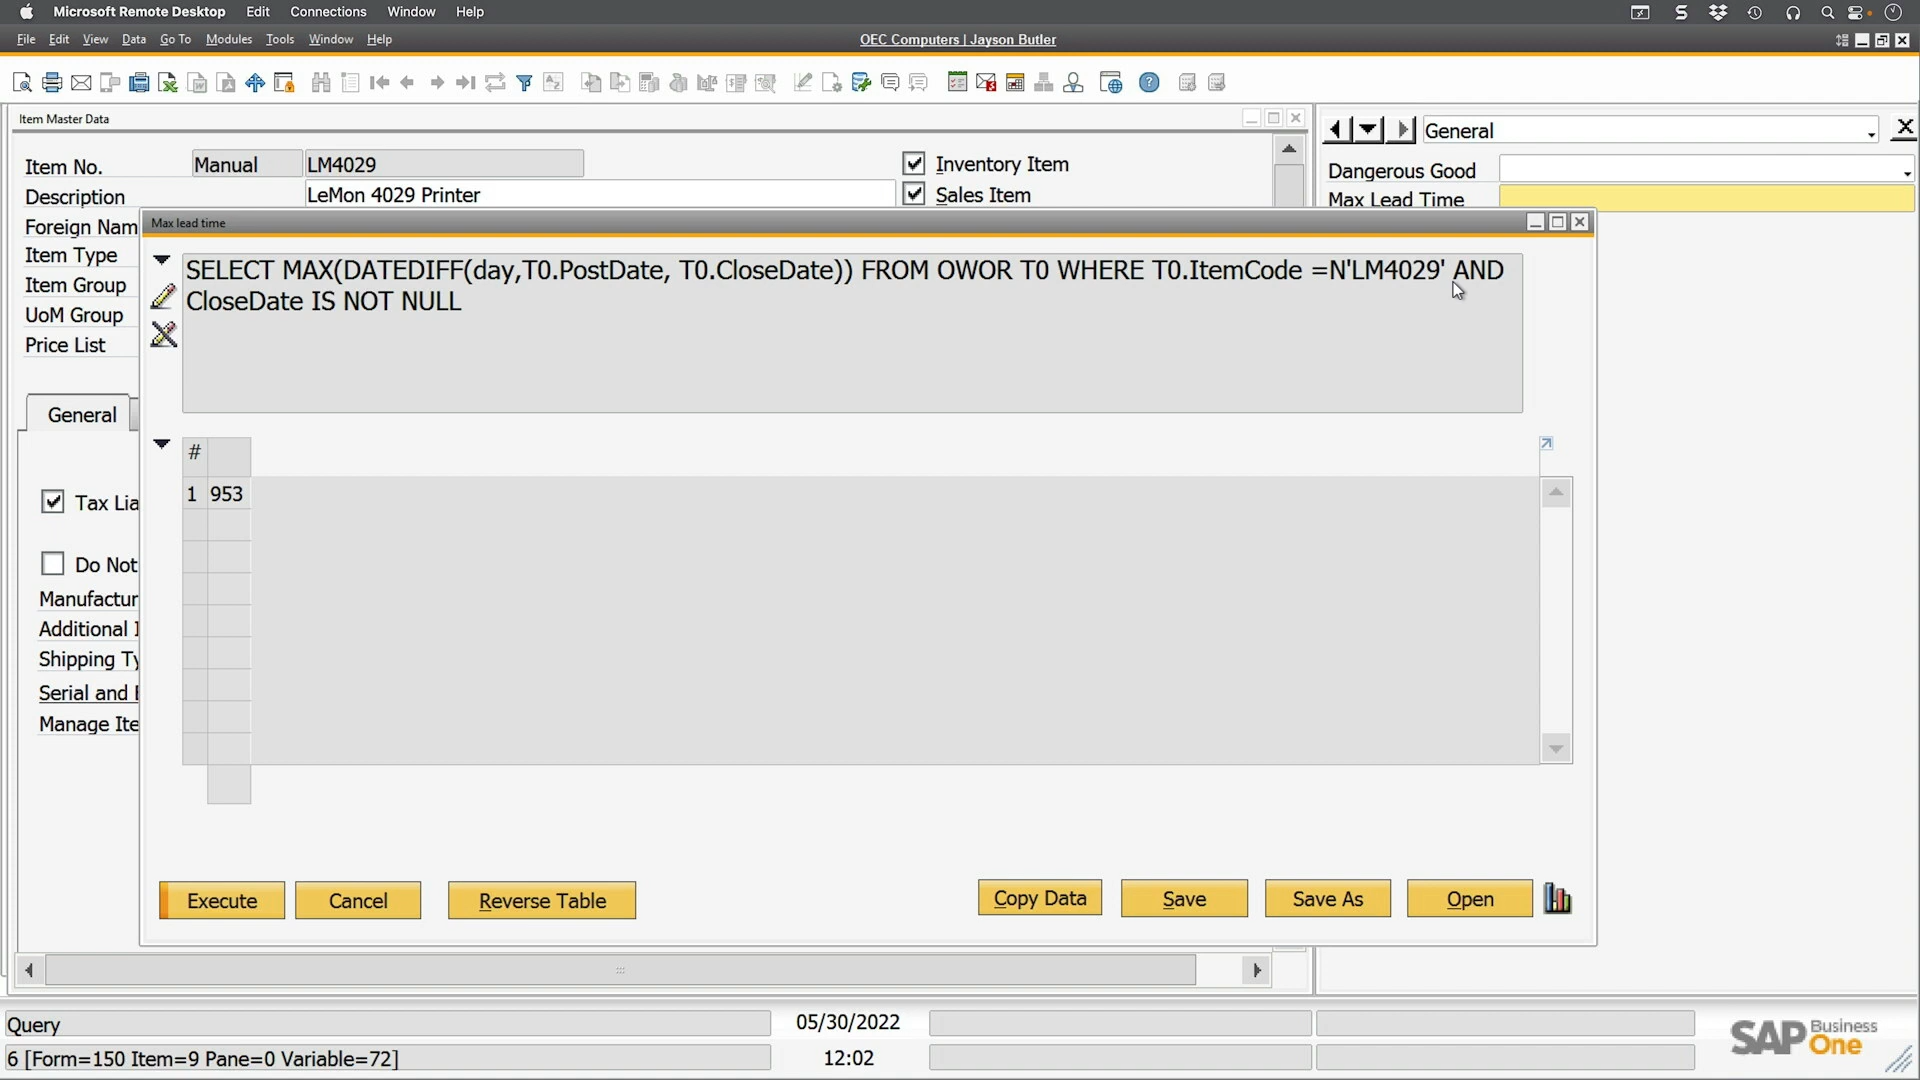 Microsoft Remote Desktop Edit Connections Window Help
File Edit View Data Go To Modules Tools Window Help
OEC Computers | Jayson Butler
Item Master Data
Item No. Manual LM4029
Description LeMon 4029 Printer
Foreign Nam
Item Type
Item Group
UoM Group
Price List
Inventory Item
Sales Item
General
Dangerous Good
Max Lead Time
Max lead time
SELECT MAX(DATEDIFF(day,T0.PostDate, T0.CloseDate)) FROM OWOR T0 WHERE T0.ItemCode =N'LM4029' AND
CloseDate IS NOT NULL
#
1 953
General
Tax Lia
Do Not
Manufactur
Additional I
Shipping Ty
Serial and
Manage Ite
Execute Cancel Reverse Table Copy Data Save Save As Open
Query 05/30/2022
6 [Form=150 Item=9 Pane=0 Variable=72] 12:02
SAP Business One